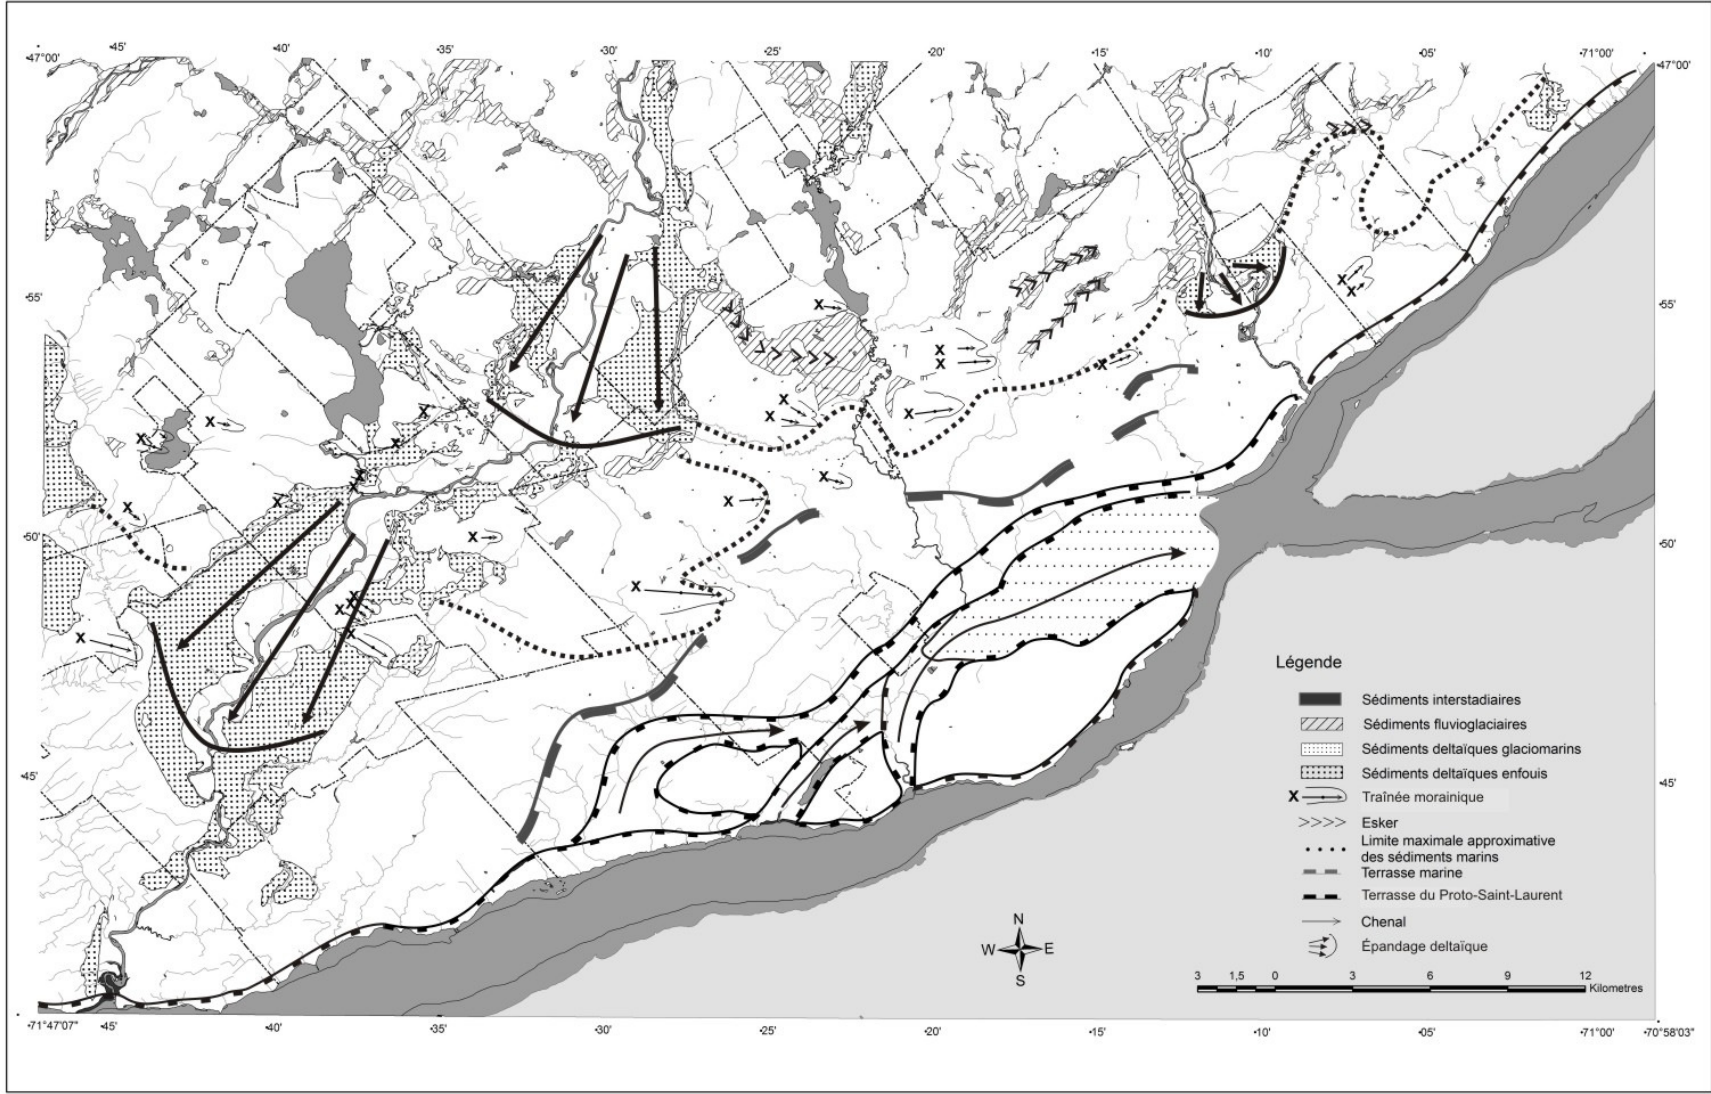 47°00' 45' 40' 35' 30' 25' 20' 15' 10' 05' 71°00' 47°00'
55' 55'
50' 50'
45' 45'
Légende
Sédiments interstadiaires
Sédiments fluvioglaciaires
Sédiments deltaïques glaciomarins
Sédiments deltaïques enfouis
X Traînée morainique
Esker
Limite maximale approximative
des sédiments marins
Terrasse marine
Terrasse du Proto-Saint-Laurent
Chenal
Épandage deltaïque
N
W E
S
3 1,5 0 3 6 9 12
Kilometres
71°47'07" 45' 40' 35' 30' 25' 20' 15' 10' 05' 71°00' 70°58'03"